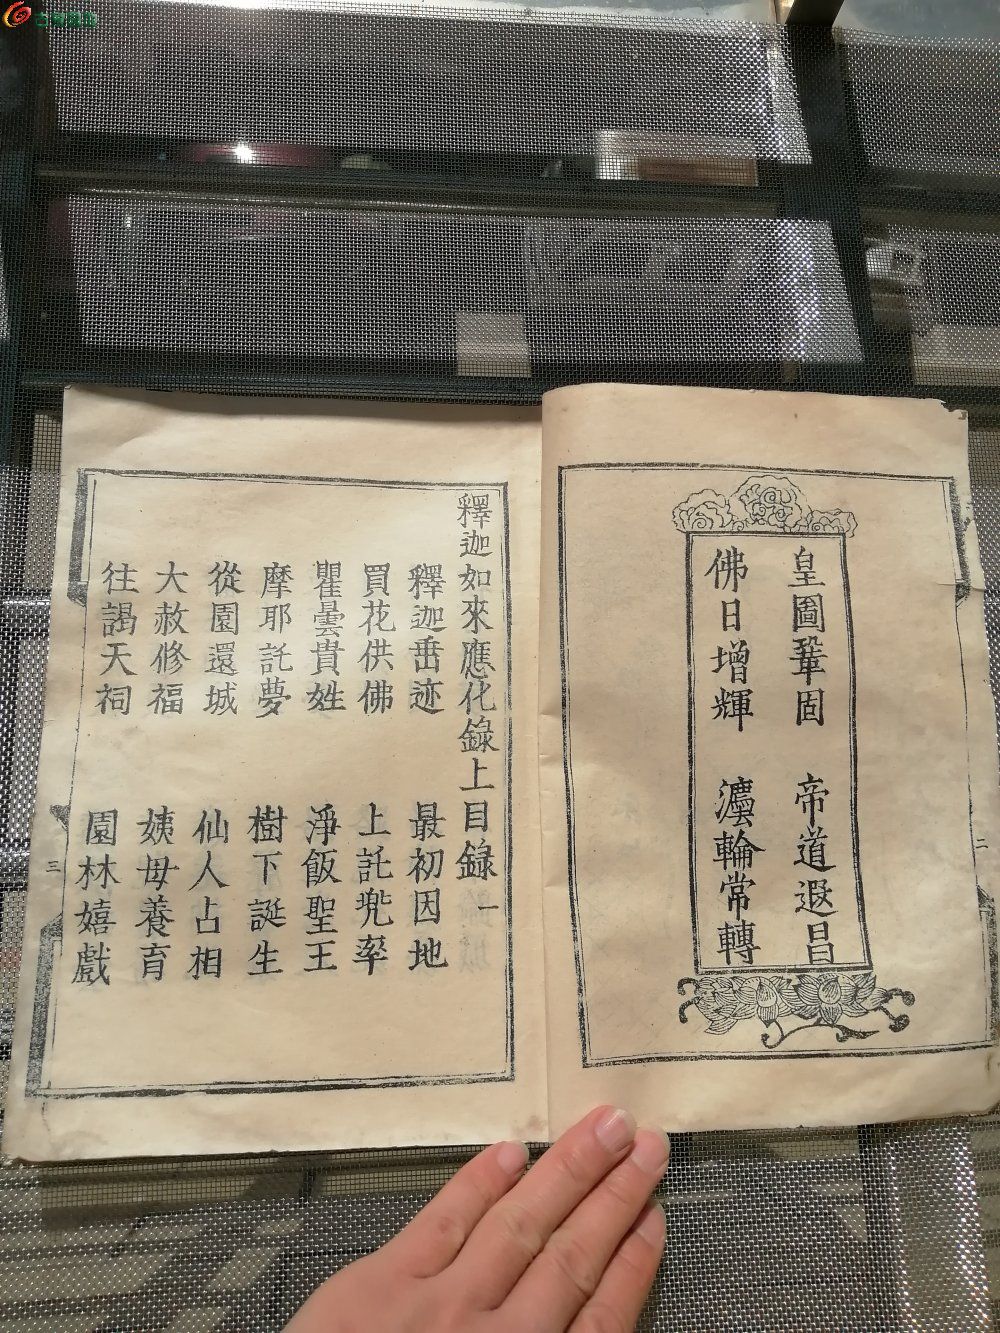 皇圖鞏固 帝道遐昌
佛日增輝 灋輪常轉
二
釋迦如來應化錄上目錄 一
釋迦垂迹 最初因地
買花供佛 上託兠率
瞿曇貴姓 淨飯聖王
摩耶託夢 樹下誕生
從園還城 仙人占相
大赦修福 姨母養育
往謁天祠 園林嬉戲
三